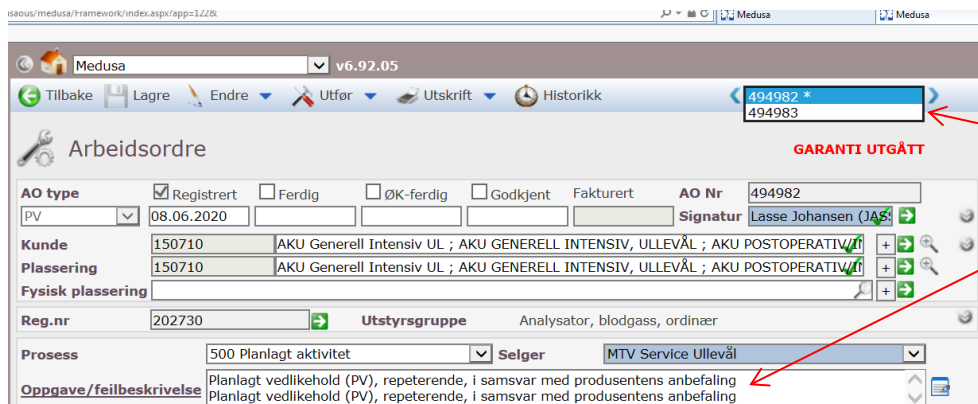 usaous/medusa/Framework/index.aspx?app=122&
Medusa
Medusa
Medusa
v6.92.05
Tilbake Lagre Endre Utfør Utskrift Historikk
494982 *
494983
Arbeidsordre
GARANTI UTGÅTT
AO type Registrert Ferdig ØK-ferdig Godkjent Fakturert AO Nr 494982
PV 08.06.2020 Signatur Lasse Johansen
Kunde 150710 AKU Generell Intensiv UL ; AKU GENERELL INTENSIV, ULLEVÅL ; AKU POSTOPERATIV/
Plassering 150710 AKU Generell Intensiv UL ; AKU GENERELL INTENSIV, ULLEVÅL ; AKU POSTOPERATIV/
Fysisk plassering
Reg.nr 202730 Utstyrsgruppe Analysator, blodgass, ordinær
Prosess 500 Planlagt aktivitet Selger MTV Service Ullevål
Oppgave/feilbeskrivelse Planlagt vedlikehold (PV), repeterende, i samsvar med produsentens anbefaling
Planlagt vedlikehold (PV), repeterende, i samsvar med produsentens anbefaling